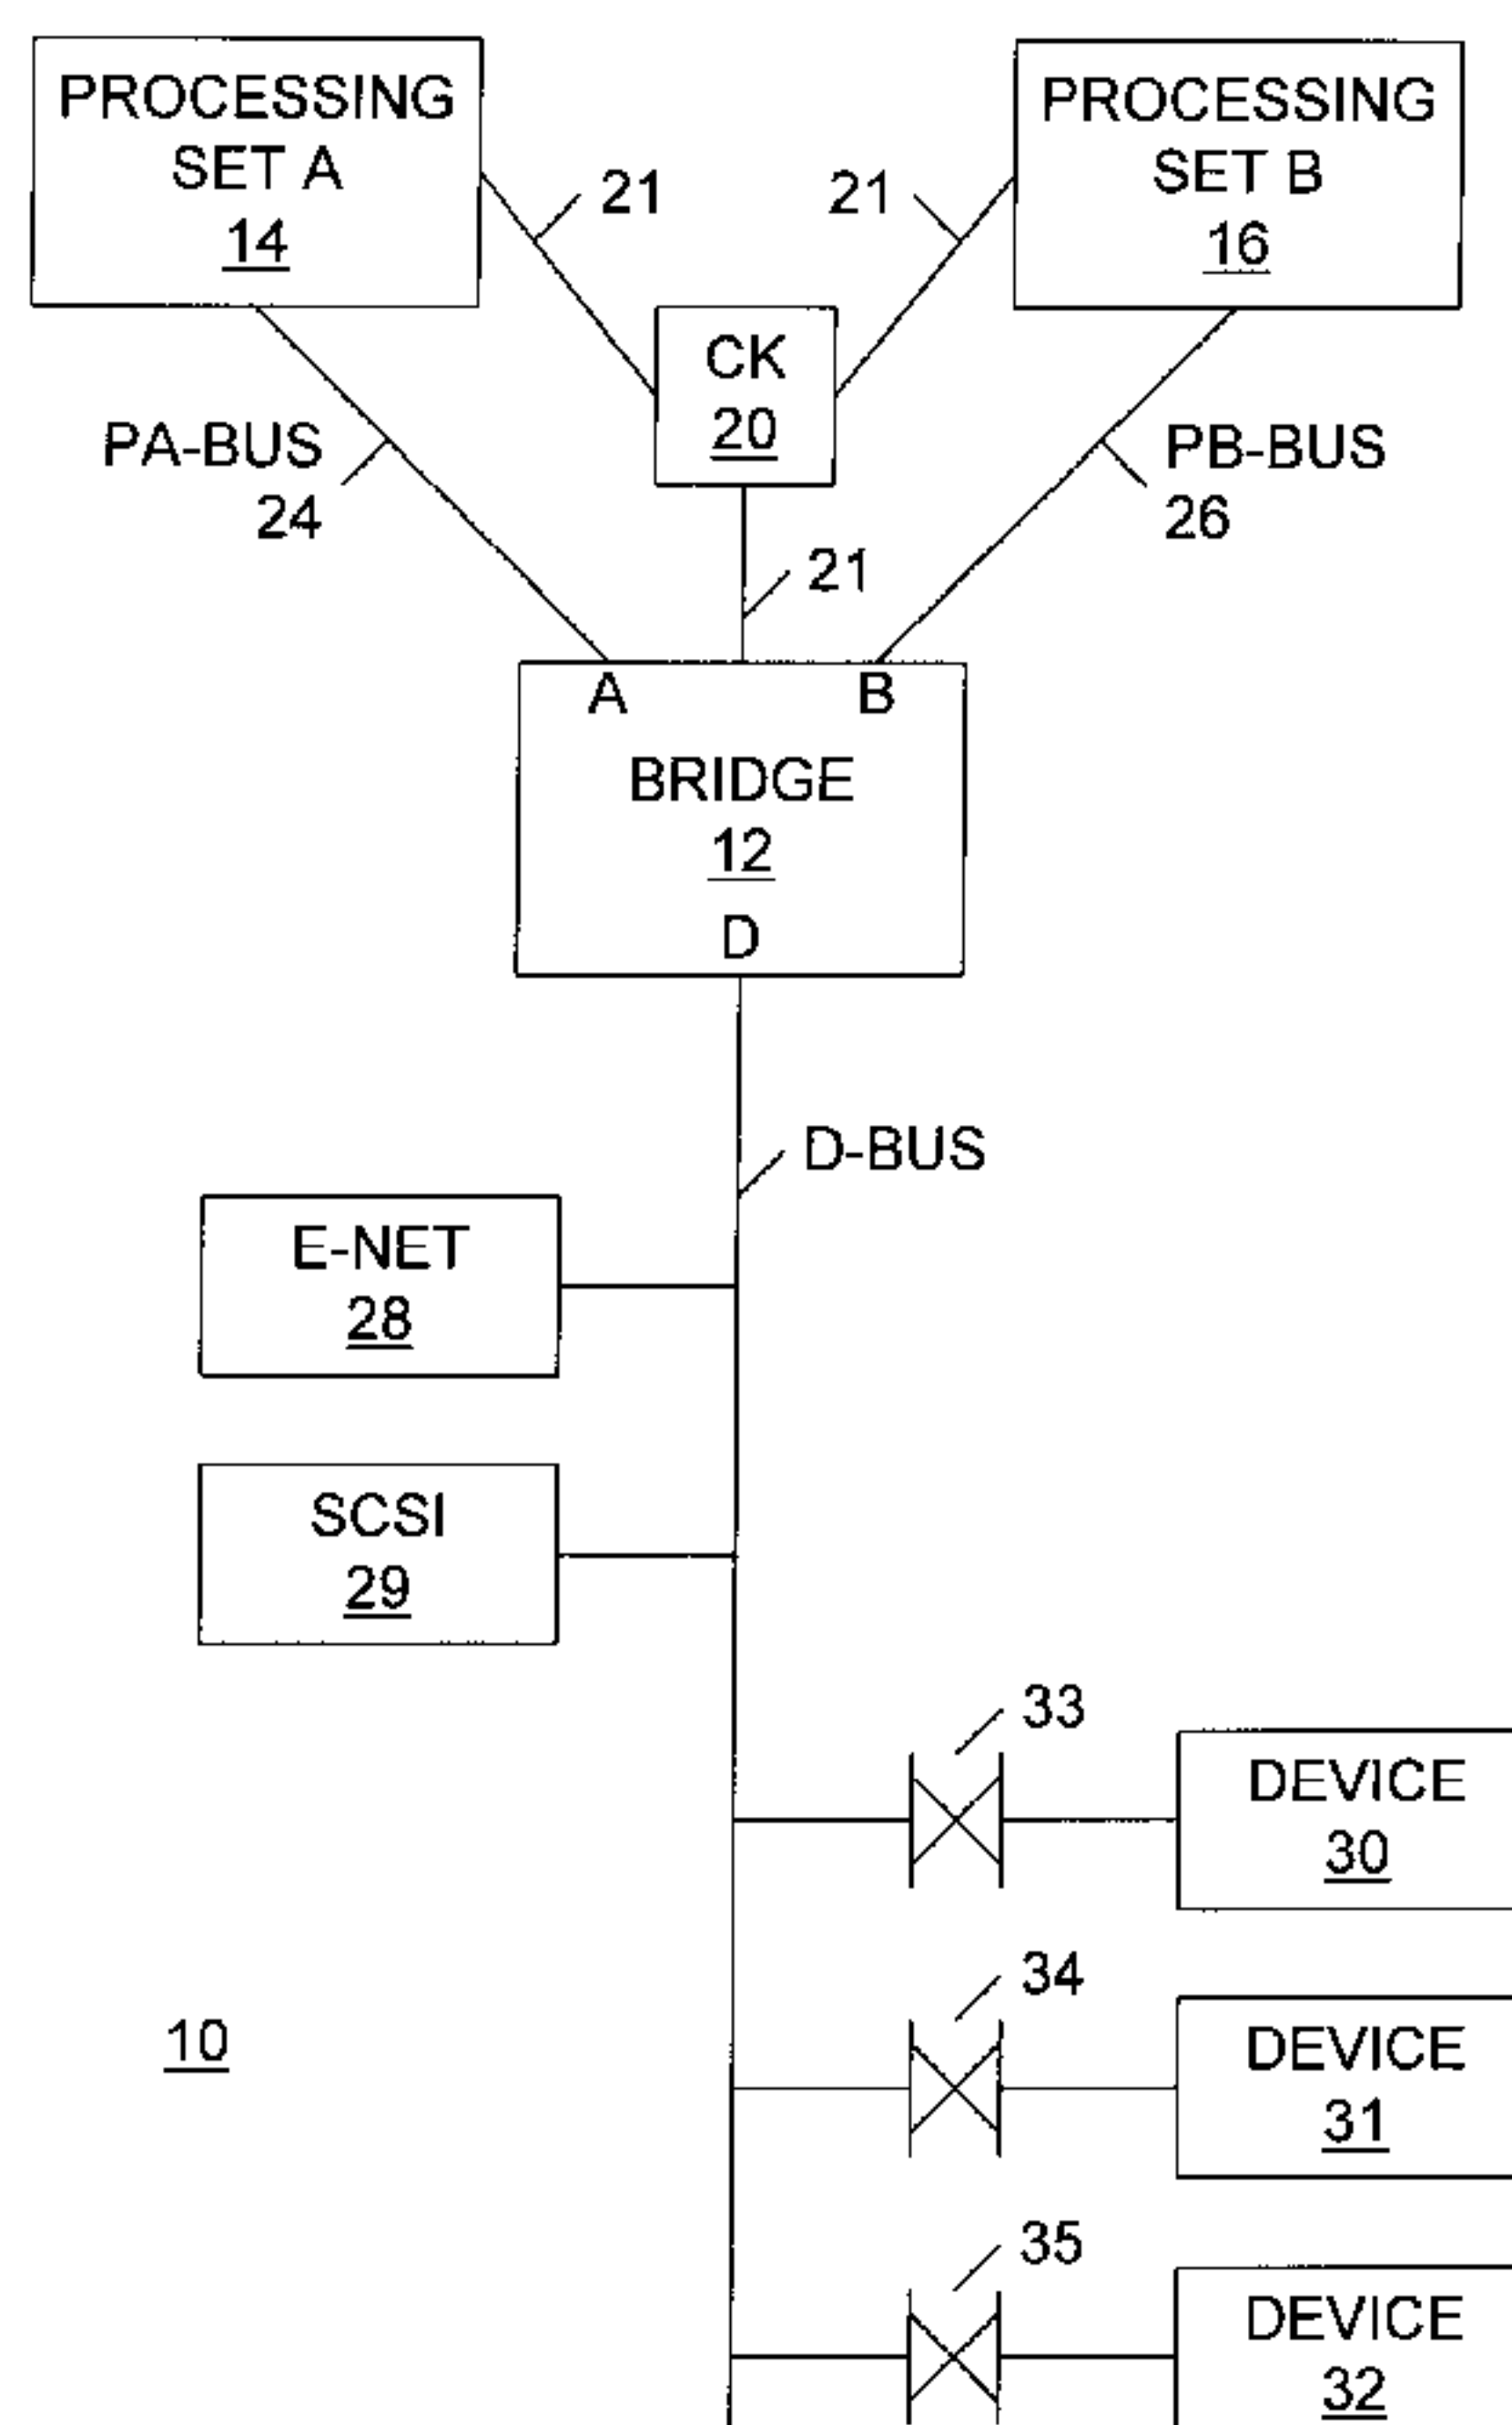 PROCESSING
SET A
14
PROCESSING
SET B
16
21
21
CK
20
PA-BUS
24
PB-BUS
26
21
A
B
BRIDGE
12
D
D-BUS
E-NET
28
SCSI
29
33
DEVICE
30
34
DEVICE
31
10
35
DEVICE
32